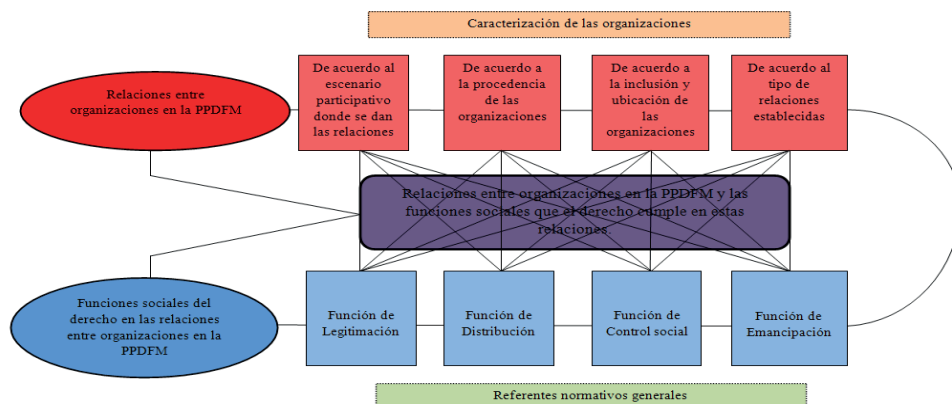 Caracterización de las organizaciones
Relaciones entre
organizaciones en la PPDFM
De acuerdo al
escenario
participativo
donde se dan
las relaciones
De acuerdo a
la procedencia
de las
organizaciones
De acuerdo a
la inclusión y
ubicación de
las
organizaciones
De acuerdo al
tipo de
relaciones
establecidas
Relaciones entre organizaciones en la PPDFM y las
funciones sociales que el derecho cumple en estas
relaciones.
Funciones sociales del
derecho en las relaciones
entre organizaciones en la
PPDFM
Función de
Legitimación
Función de
Distribución
Función de
Control social
Función de
Emancipación
Referentes normativos generales